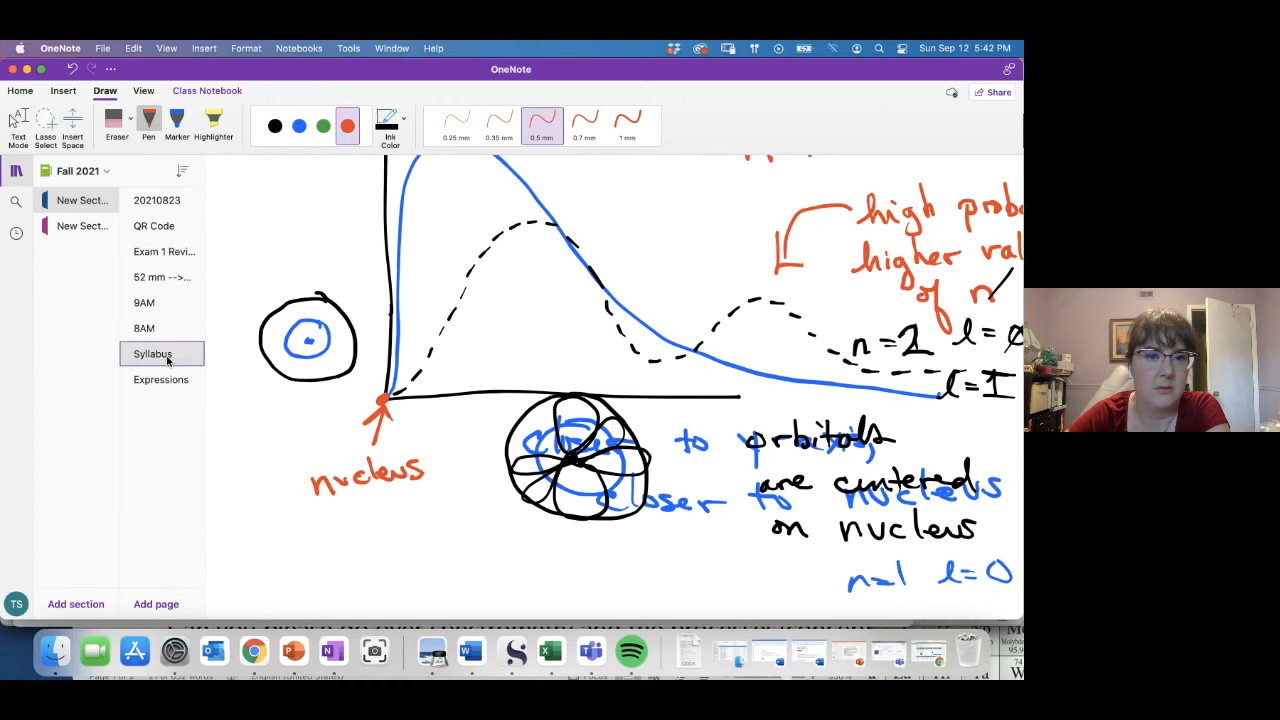 OneNote File Edit View Insert Format Notebooks Tools Window Help Sun Sep 12 5:42 PM
OneNote
Home Insert Draw View Class Notebook Share
Text Mode
Lasso Select
Insert Space
Eraser
Pen
Marker
Highlighter
Ink Color
0.25 mm 0.35 mm 0.5 mm 0.7 mm 1 mm
Fall 2021
New Sect...
New Sect...
20210823
QR Code
Exam 1 Revi...
52 mm -->...
9AM
8AM
Syllabus
Expressions
high prob
higher val
of n
n=2 l=0
l=1
nucleus
to
orbitals
are centered
closer to nucleus
on nucleus
n=1 l=0
TS
Add section Add page